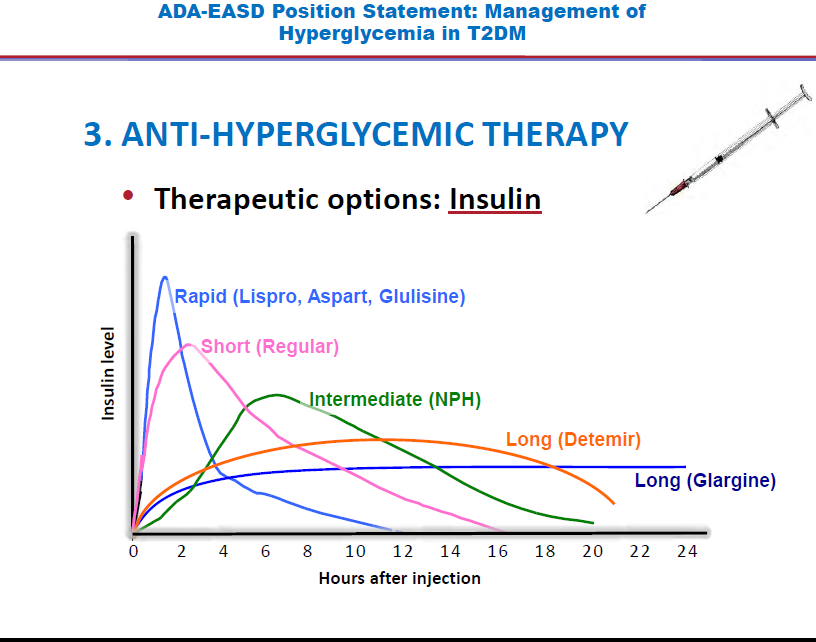 ADA-EASD Position Statement: Management of
Hyperglycemia in T2DM
3. ANTI-HYPERGLYCEMIC THERAPY
• Therapeutic options: Insulin
Rapid (Lispro, Aspart, Glulisine)
Short (Regular)
Intermediate (NPH)
Long (Detemir)
Long (Glargine)
Insulin level
0 2 4 6 8 10 12 14 16 18 20 22 24
Hours after injection